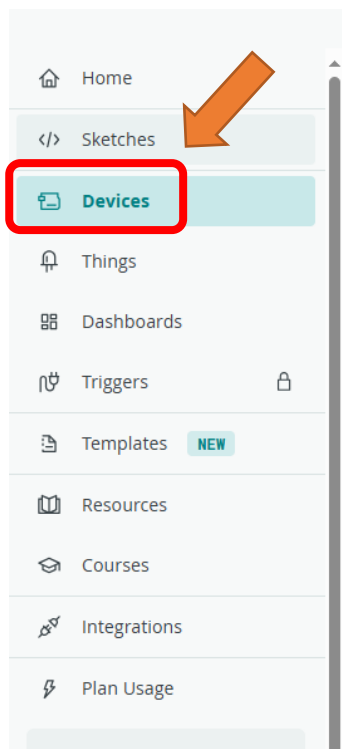 Home
</> Sketches
Devices
Things
Dashboards
Triggers
Templates NEW
Resources
Courses
Integrations
Plan Usage